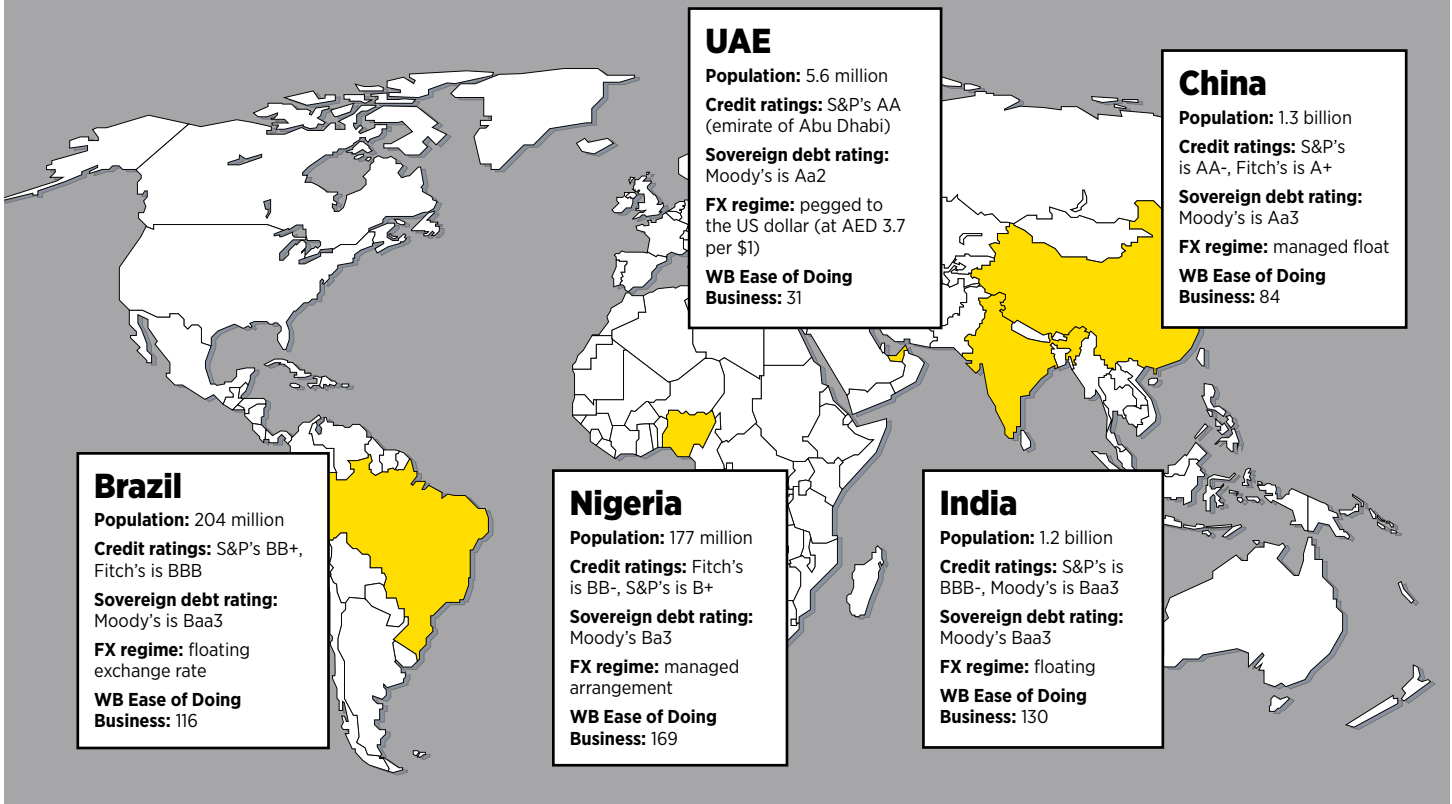 UAE
Population: 5.6 million
Credit ratings: S&P's AA
(emirate of Abu Dhabi)
Sovereign debt rating:
Moody's is Aa2
FX regime: pegged to
the US dollar (at AED 3.7
per $1)
WB Ease of Doing
Business: 31
China
Population: 1.3 billion
Credit ratings: S&P's
is AA-, Fitch's is A+
Sovereign debt rating:
Moody's is Aa3
FX regime: managed float
WB Ease of Doing
Business: 84
Brazil
Population: 204 million
Credit ratings: S&P's BB+,
Fitch's is BBB
Sovereign debt rating:
Moody's is Baa3
FX regime: floating
exchange rate
WB Ease of Doing
Business: 116
Nigeria
Population: 177 million
Credit ratings: Fitch's
is BB-, S&P's is B+
Sovereign debt rating:
Moody's Ba3
FX regime: managed
arrangement
WB Ease of Doing
Business: 169
India
Population: 1.2 billion
Credit ratings: S&P's is
BBB-, Moody's is Baa3
Sovereign debt rating:
Moody's Baa3
FX regime: floating
WB Ease of Doing
Business: 130